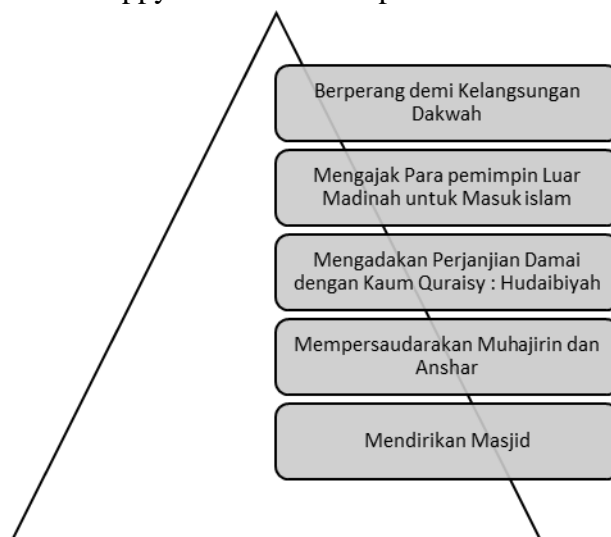 Berperang demi Kelangsungan
Dakwah
Mengajak Para pemimpin Luar
Madinah untuk Masuk islam
Mengadakan Perjanjian Damai
dengan Kaum Quraisy : Hudaibiyah
Mempersaudarakan Muhajirin dan
Anshar
Mendirikan Masjid